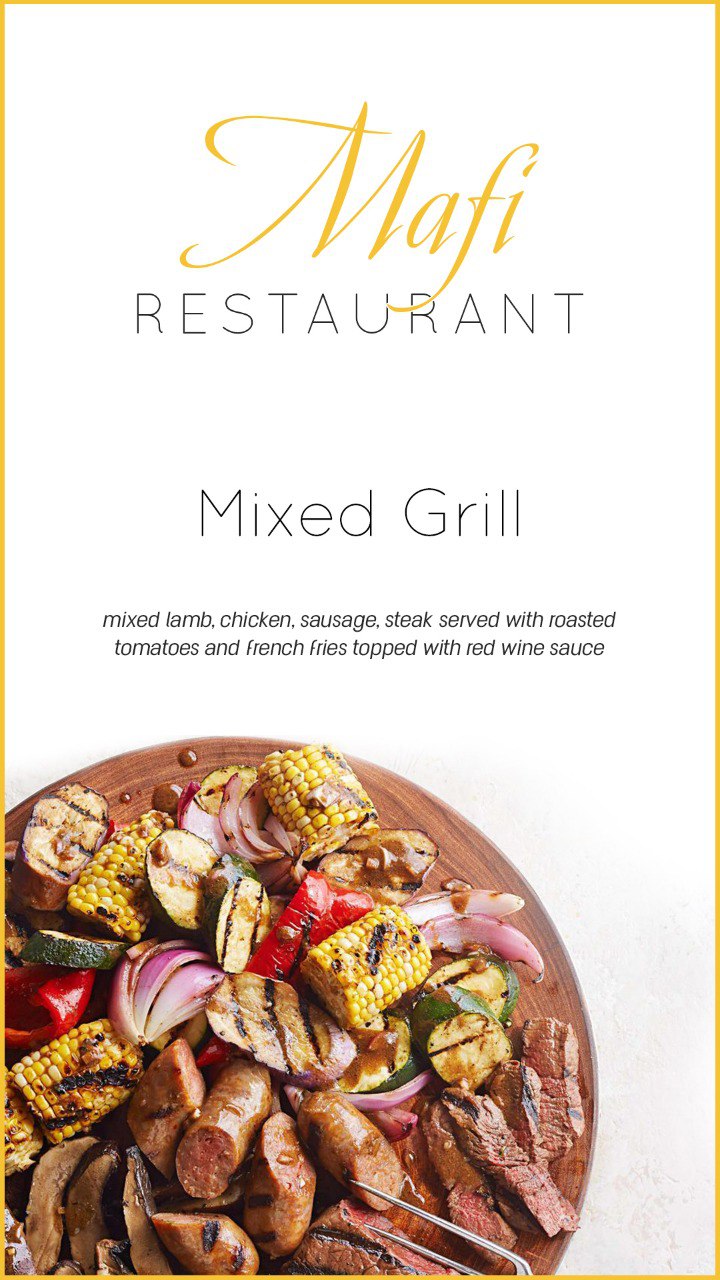 Mafi
RESTAURANT
Mixed Grill
mixed lamb, chicken, sausage, steak served with roasted
tomatoes and french fries topped with red wine sauce